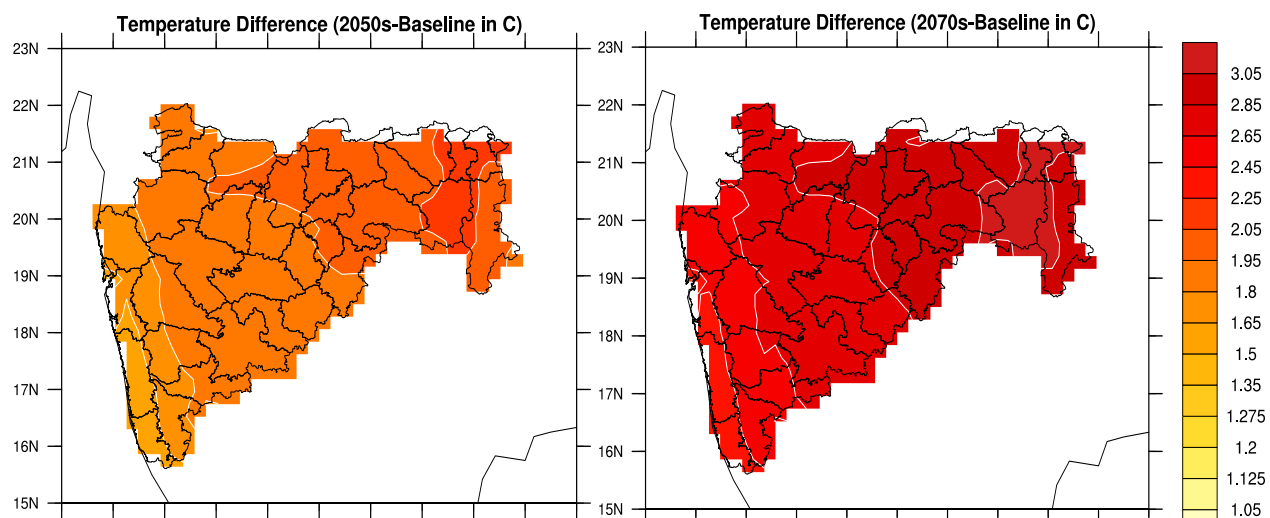 Temperature Difference (2050s-Baseline in C)
23N
22N
21N
20N
19N
18N
17N
16N
15N
Temperature Difference (2070s-Baseline in C)
23N
22N
21N
20N
19N
18N
17N
16N
15N
3.05
2.85
2.65
2.45
2.25
2.05
1.95
1.8
1.65
1.5
1.35
1.275
1.2
1.125
1.05